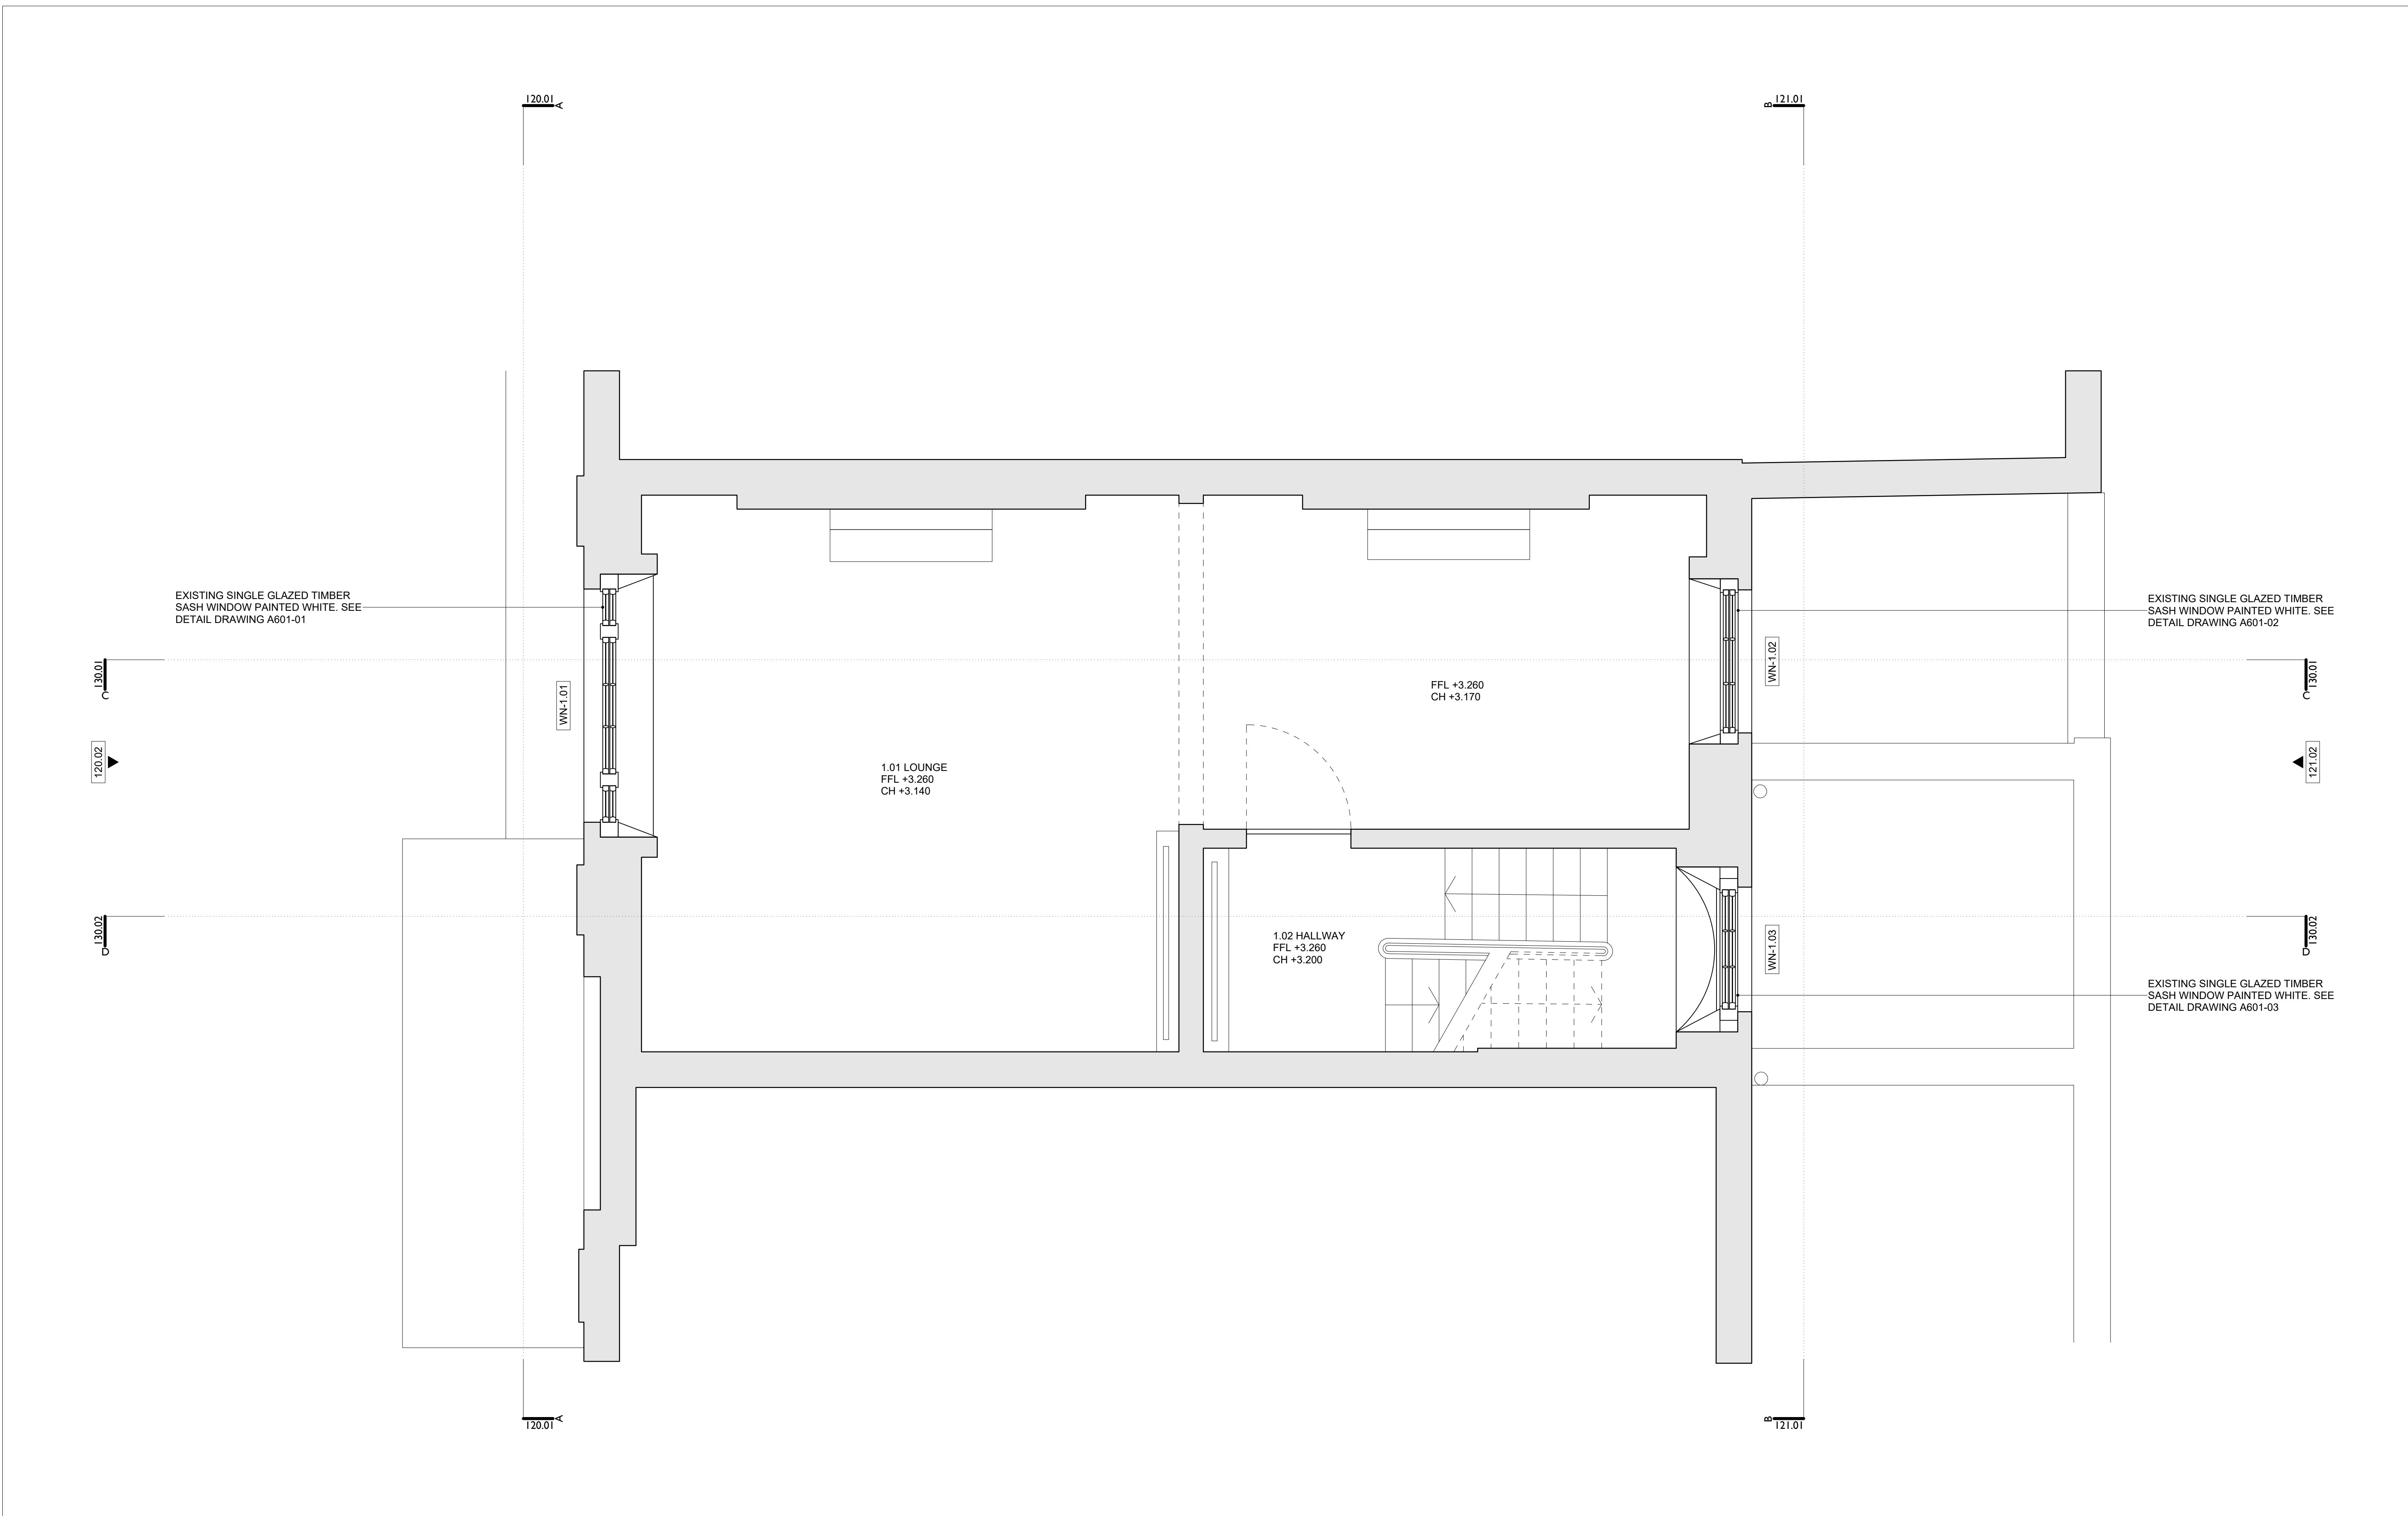 120.01
A
B
121.01
EXISTING SINGLE GLAZED TIMBER
SASH WINDOW PAINTED WHITE. SEE
DETAIL DRAWING A601-01
EXISTING SINGLE GLAZED TIMBER
SASH WINDOW PAINTED WHITE. SEE
DETAIL DRAWING A601-02
130.01
C
WN-1.01
WN-1.02
130.01
C
FFL +3.260
CH +3.170
120.02
121.02
1.01 LOUNGE
FFL +3.260
CH +3.140
130.02
D
1.02 HALLWAY
FFL +3.260
CH +3.200
WN-1.03
130.02
D
EXISTING SINGLE GLAZED TIMBER
SASH WINDOW PAINTED WHITE. SEE
DETAIL DRAWING A601-03
A
120.01
B
121.01